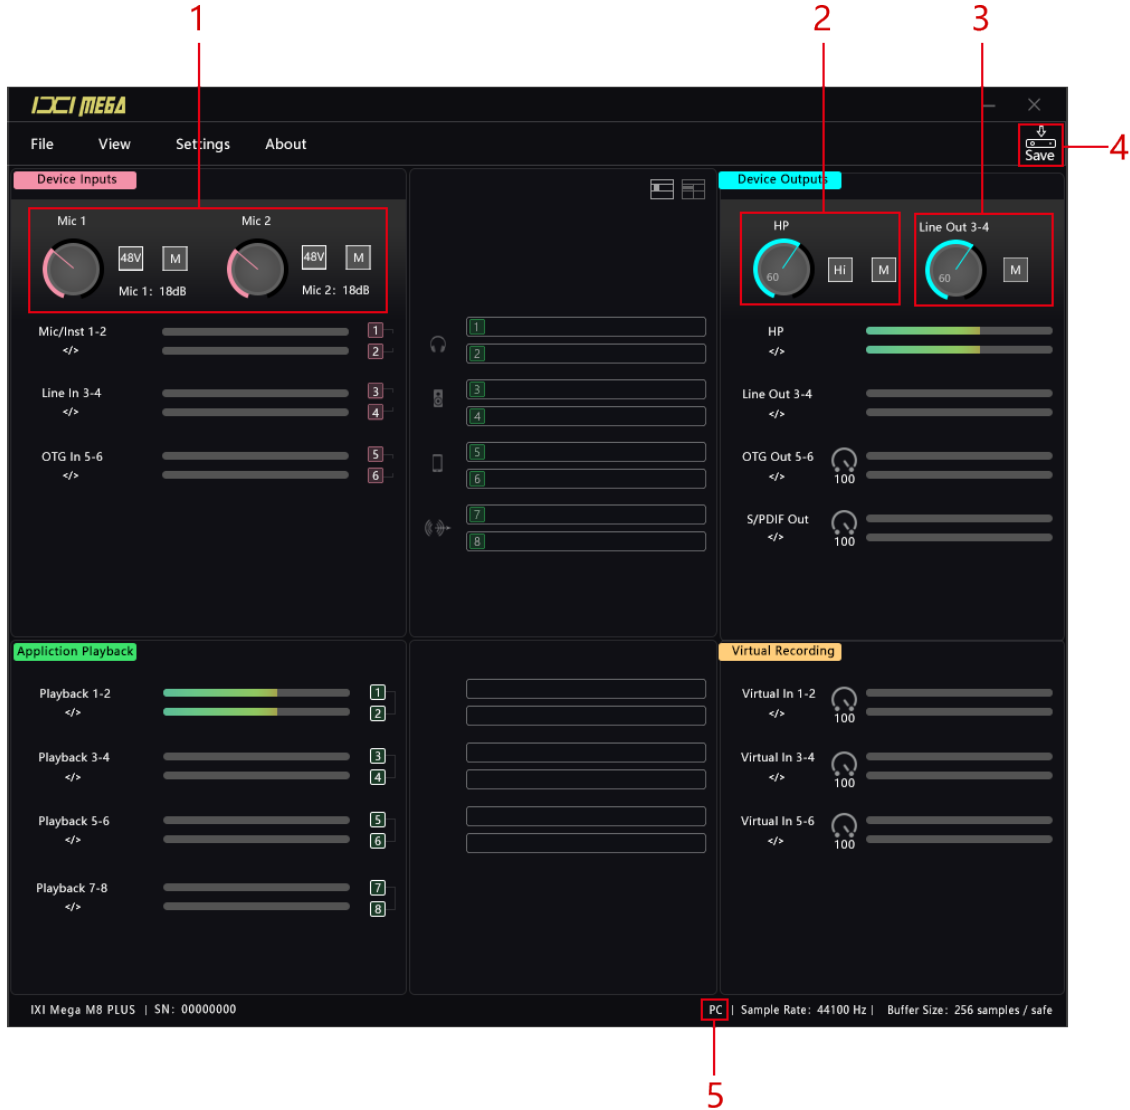 1
2
3
IXI MEGA
File View Settings About
Save
4
Device Inputs
Mic 1
48V M
Mic 1: 18dB
Mic 2
48V M
Mic 2: 18dB
Mic/Inst 1-2
</>
1
2
Line In 3-4
</>
3
4
OTG In 5-6
</>
5
6
1
2
3
4
5
6
7
8
Device Outputs
HP
60
Hi M
Line Out 3-4
60
M
HP
</>
Line Out 3-4
</>
OTG Out 5-6
</>
100
S/PDIF Out
</>
100
Appliction Playback
Playback 1-2
</>
1
2
Playback 3-4
</>
3
4
Playback 5-6
</>
5
6
Playback 7-8
</>
7
8
Virtual Recording
Virtual In 1-2
</>
100
Virtual In 3-4
</>
100
Virtual In 5-6
</>
100
IXI Mega M8 PLUS | SN: 00000000
PC | Sample Rate: 44100 Hz | Buffer Size: 256 samples / safe
5